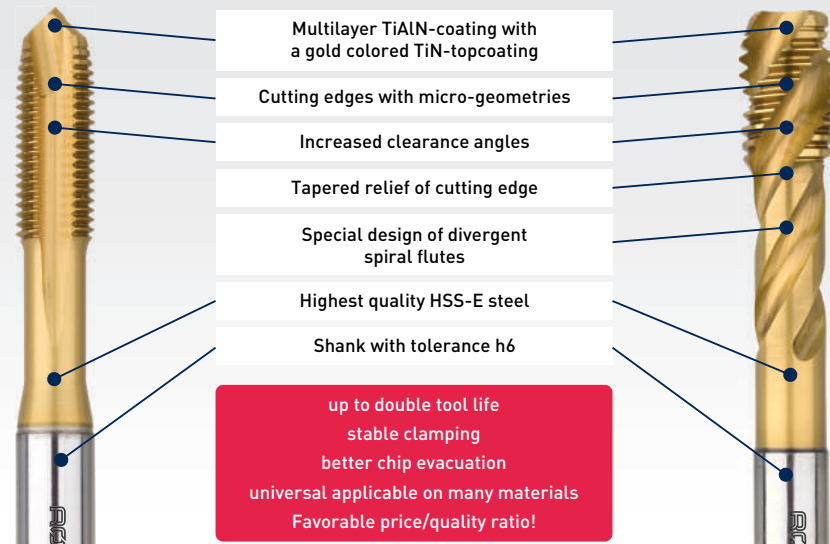 Multilayer TiAlN-coating with
a gold colored TiN-topcoating
Cutting edges with micro-geometries
Increased clearance angles
Tapered relief of cutting edge
Special design of divergent
spiral flutes
Highest quality HSS-E steel
Shank with tolerance h6
up to double tool life
stable clamping
better chip evacuation
universal applicable on many materials
Favorable price/quality ratio!